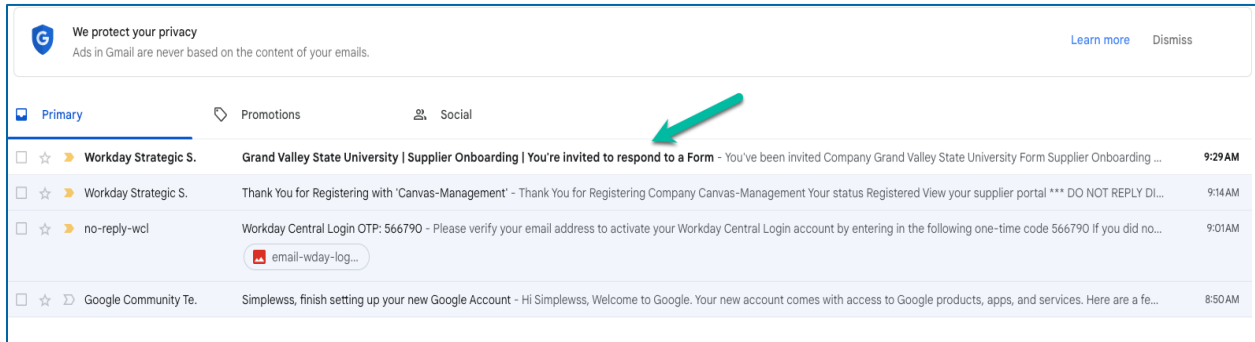 We protect your privacy
Ads in Gmail are never based on the content of your emails.
Learn more Dismiss
Primary Promotions Social
Workday Strategic S. Grand Valley State University | Supplier Onboarding | You're invited to respond to a Form - You've been invited Company Grand Valley State University Form Supplier Onboarding ... 9:29 AM
Workday Strategic S. Thank You for Registering with 'Canvas-Management' - Thank You for Registering Company Canvas-Management Your status Registered View your supplier portal *** DO NOT REPLY DI... 9:14 AM
no-reply-wcl Workday Central Login OTP: 566790 - Please verify your email address to activate your Workday Central Login account by entering in the following one-time code 566790 If you did no... 9:01 AM
email-wday-log...
Google Community Te. Simplewss, finish setting up your new Google Account - Hi Simplewss, Welcome to Google. Your new account comes with access to Google products, apps, and services. Here are a fe... 8:50 AM